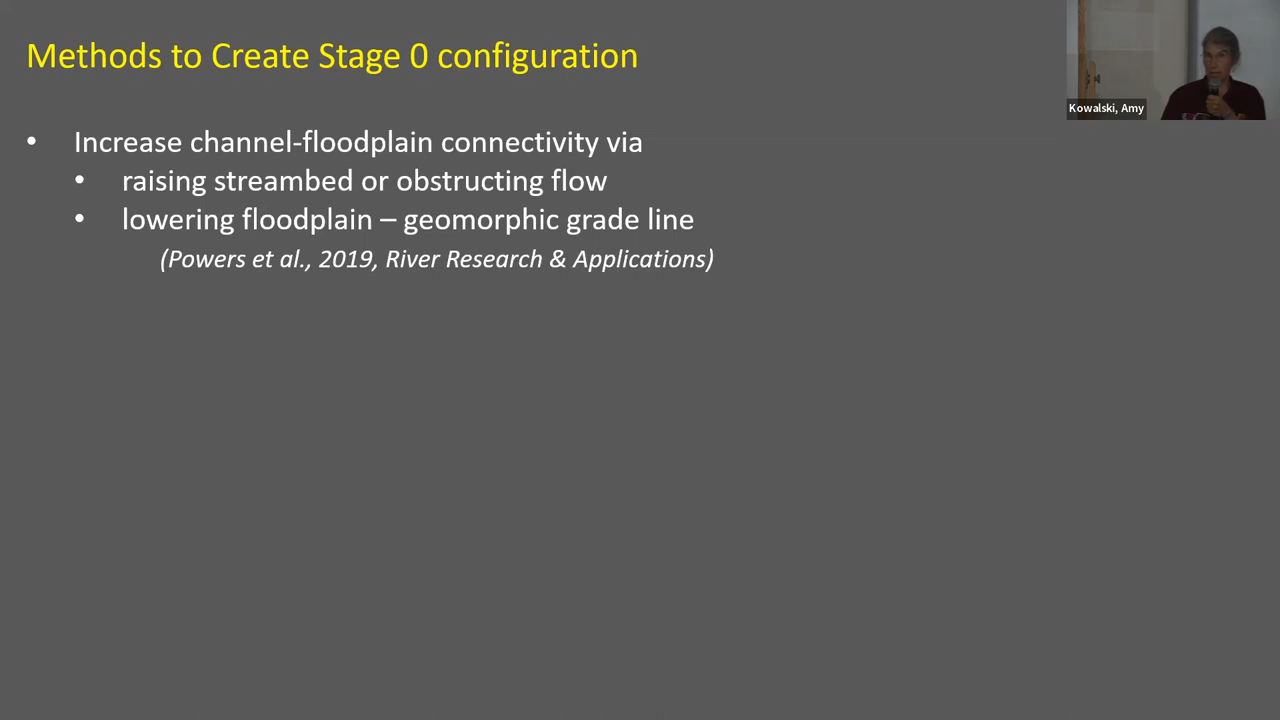 Methods to Create Stage 0 configuration
Kowalski, Amy
• Increase channel-floodplain connectivity via
• raising streambed or obstructing flow
• lowering floodplain – geomorphic grade line
(Powers et al., 2019, River Research & Applications)